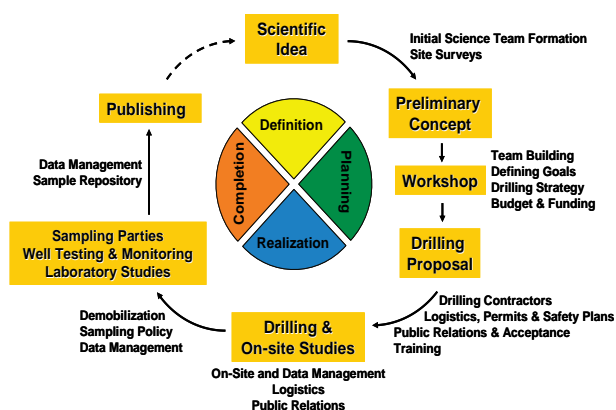 Scientific
Idea
Initial Science Team Formation
Site Surveys
Preliminary
Concept
Team Building
Defining Goals
Drilling Strategy
Budget & Funding
Workshop
Drilling
Proposal
Drilling Contractors
Logistics, Permits & Safety Plans
Public Relations & Acceptance
Training
Drilling &
On-site Studies
On-Site and Data Management
Logistics
Public Relations
Demobilization
Sampling Policy
Data Management
Sampling Parties
Well Testing & Monitoring
Laboratory Studies
Data Management
Sample Repository
Publishing
Definition
Planning
Realization
Completion